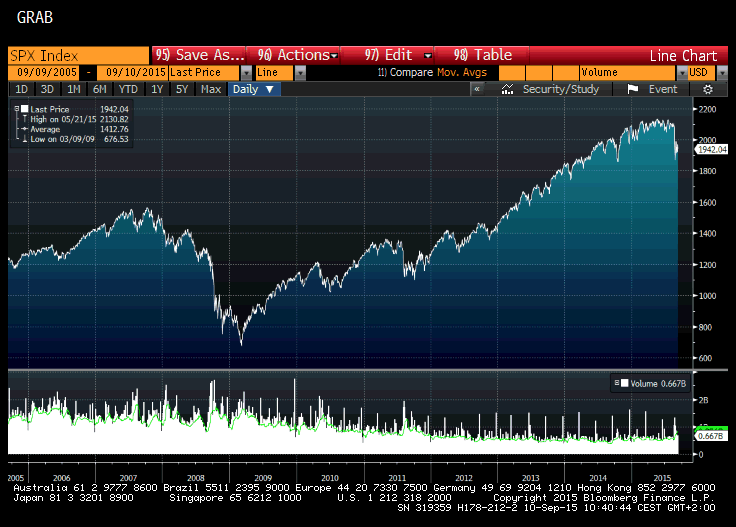 GRAB
SPX Index 95) Save As... 96) Actions 97) Edit 98) Table Line Chart
09/09/2005 - 09/10/2015 Last Price Line 11) Compare Mov. Avgs Volume USD
1D 3D 1M 6M YTD 1Y 5Y Max Daily ▼ « Security/Study Event
Last Price 1942.04
High on 05/21/15 2130.82
Average 1412.76
Low on 03/09/09 676.53
2200
2000
1942.04
1800
1600
1400
1200
1000
800
600
Volume 0.667B
2B
0.667B
0
2005 2006 2007 2008 2009 2010 2011 2012 2013 2014 2015
Australia 61 2 9777 8600 Brazil 5511 2395 9000 Europe 44 20 7330 7500 Germany 49 69 9204 1210 Hong Kong 852 2977 6000
Japan 81 3 3201 8900 Singapore 65 6212 1000 U.S. 1 212 318 2000 Copyright 2015 Bloomberg Finance L.P.
SN 319359 H178-212-2 10-Sep-15 10:40:44 CEST GMT+2:00